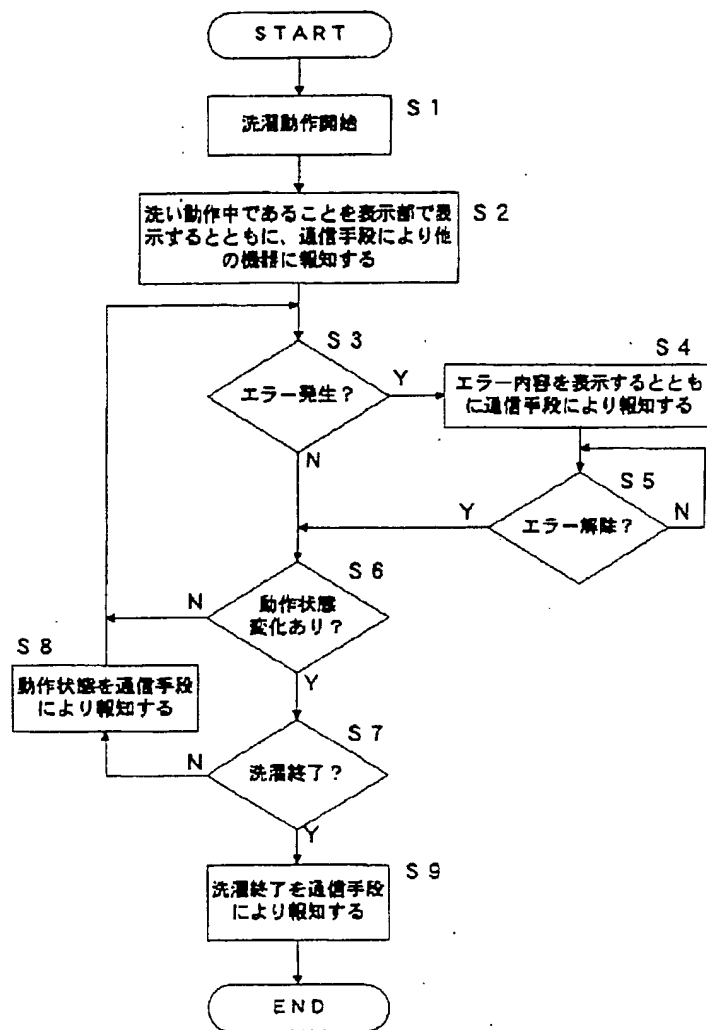 START
S1
洗濯動作開始
洗い動作中であることを表示部で表
示するとともに、通信手段により他
の機器に報知する
S2
S3
エラー発生?
Y
N
S4
エラー内容を表示するととも
に通信手段により報知する
S5
エラー解除?
Y
N
S6
動作状態
変化あり?
N
Y
S8
動作状態を通信手段
により報知する
S7
洗濯終了?
N
Y
S9
洗濯終了を通信手段
により報知する
END